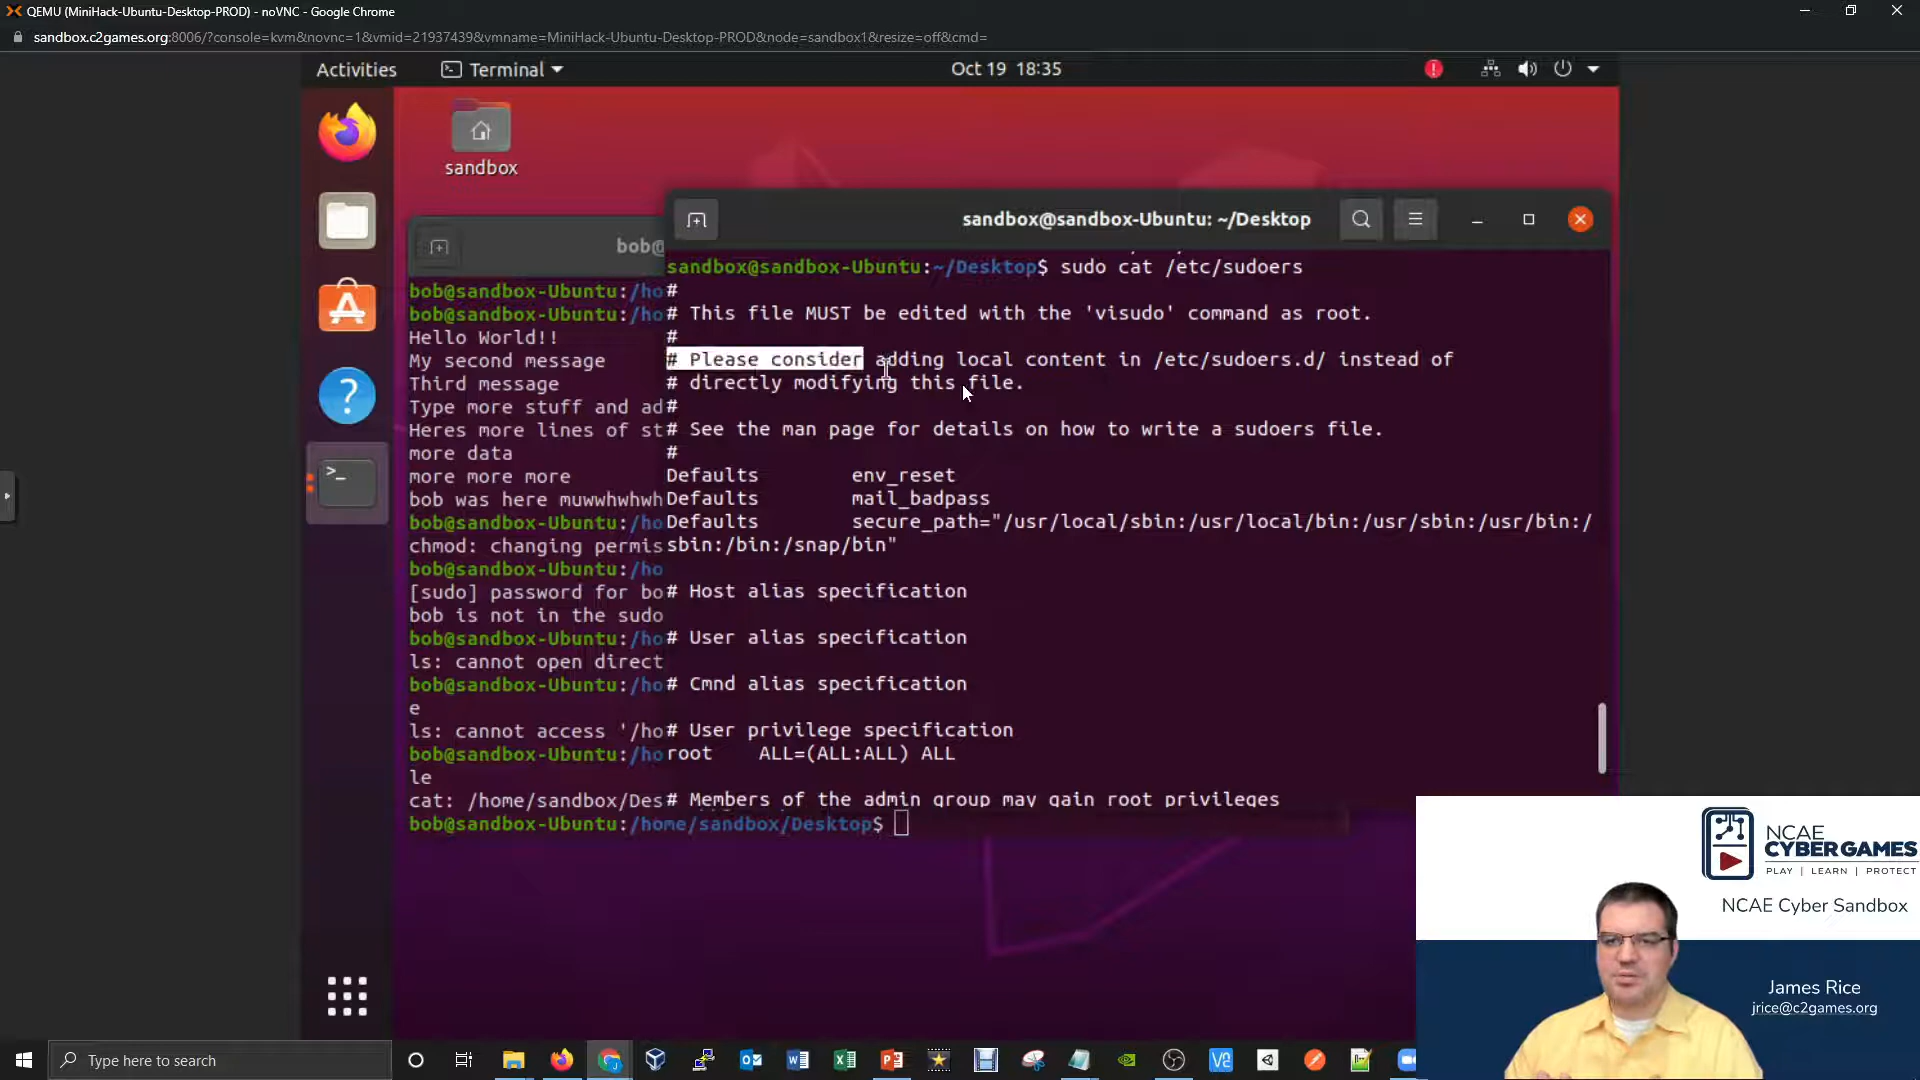 QEMU (MiniHack-Ubuntu-Desktop-PROD) - noVNC - Google Chrome
sandbox.c2games.org:8006/?console=kvm&novnc=1&vmid=21937439&vmname=MiniHack-Ubuntu-Desktop-PROD&node=sandbox1&resize=off&cmd=
Activities
Terminal
Oct 19 18:35
sandbox
bob@
sandbox@sandbox-Ubuntu: ~/Desktop
bob@sandbox-Ubuntu:/ho
bob@sandbox-Ubuntu:/ho
Hello World!!
My second message
Third message
Type more stuff and ad
Heres more lines of st
more data
more more more
bob was here muwwhwhwh
bob@sandbox-Ubuntu:/ho
chmod: changing permis
bob@sandbox-Ubuntu:/ho
[sudo] password for bo
bob is not in the sudo
bob@sandbox-Ubuntu:/ho
ls: cannot open direct
bob@sandbox-Ubuntu:/ho
e
ls: cannot access '/ho
bob@sandbox-Ubuntu:/ho
le
cat: /home/sandbox/Des
bob@sandbox-Ubuntu:/home/sandbox/Desktop$
sandbox@sandbox-Ubuntu:~/Desktop$ sudo cat /etc/sudoers
#
# This file MUST be edited with the 'visudo' command as root.
#
# Please consider adding local content in /etc/sudoers.d/ instead of
# directly modifying this file.
#
# See the man page for details on how to write a sudoers file.
#
Defaults env_reset
Defaults mail_badpass
Defaults secure_path="/usr/local/sbin:/usr/local/bin:/usr/sbin:/usr/bin:/
sbin:/bin:/snap/bin"
# Host alias specification
# User alias specification
# Cmnd alias specification
# User privilege specification
root ALL=(ALL:ALL) ALL
# Members of the admin group may gain root privileges
NCAE
CYBERGAMES
PLAY | LEARN | PROTECT
NCAE Cyber Sandbox
James Rice
jrice@c2games.org
Type here to search